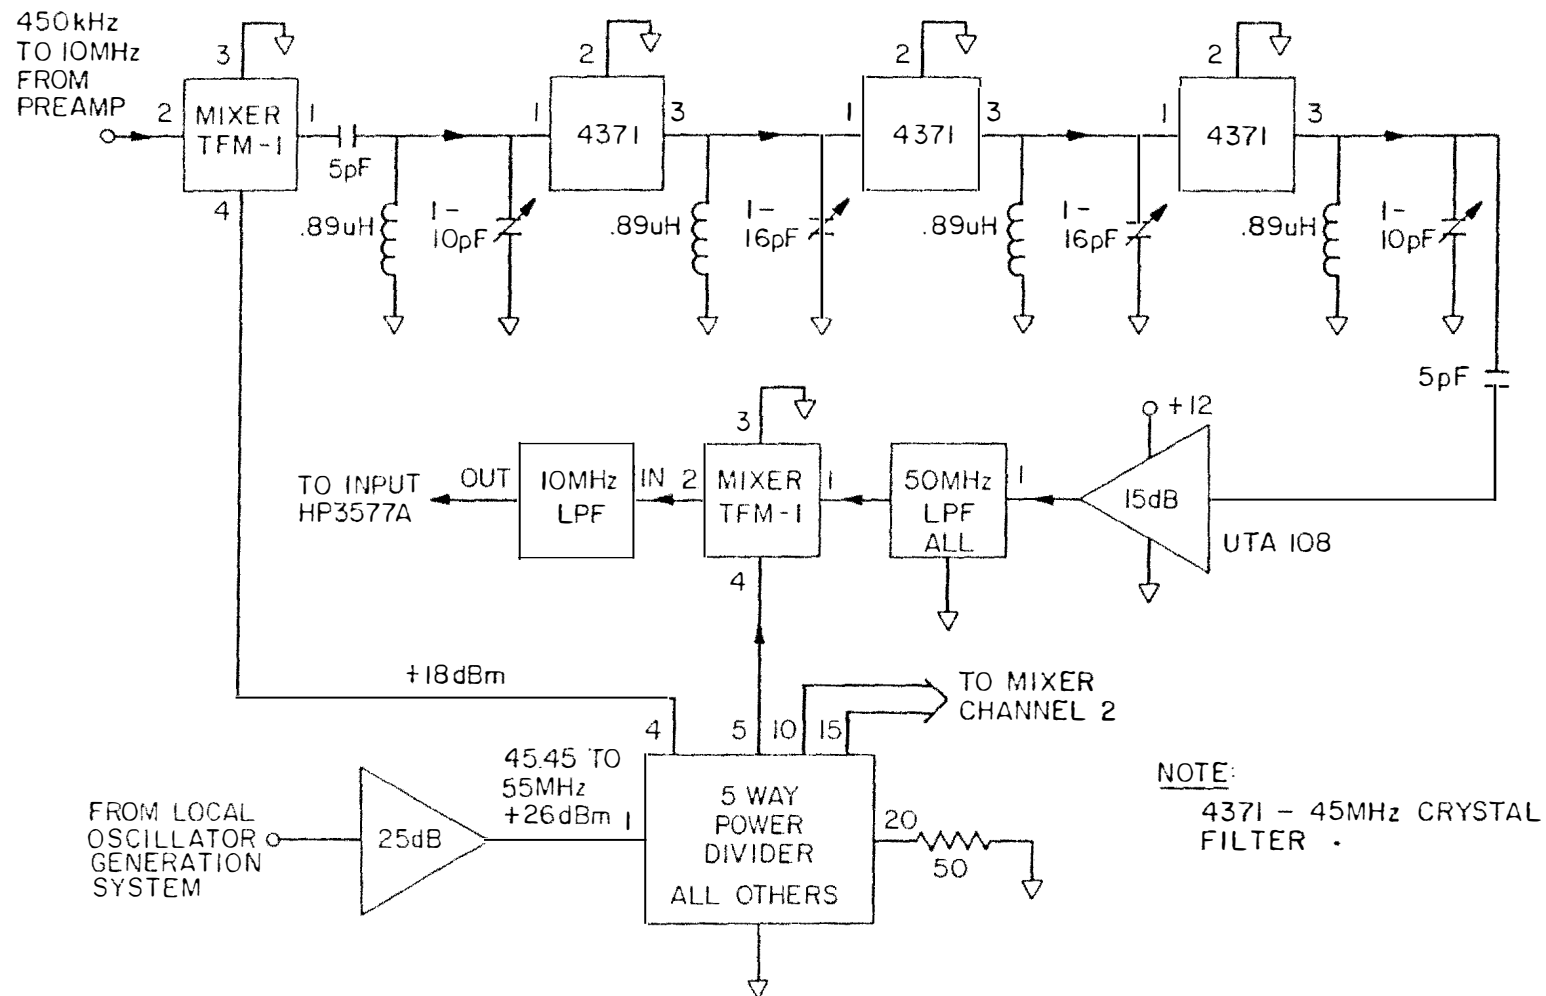 450kHz
TO 10MHz
FROM
PREAMP
2
3
MIXER
TFM-1
1
4
5pF
.89uH
1-
10pF
1
2
4371
3
.89uH
1-
16pF
1
2
4371
3
.89uH
1-
16pF
1
2
4371
3
.89uH
1-
10pF
5pF
+12
15dB
UTA 108
1
50MHz
LPF
ALL
1
3
MIXER
TFM-1
2
4
IN
10MHz
LPF
OUT
TO INPUT
HP3577A
+18dBm
4
5
10
15
TO MIXER
CHANNEL 2
FROM LOCAL
OSCILLATOR
GENERATION
SYSTEM
25dB
45.45 TO
55MHz
+26dBm
1
5 WAY
POWER
DIVIDER
ALL OTHERS
20
50
NOTE:
4371 - 45MHz CRYSTAL
FILTER .